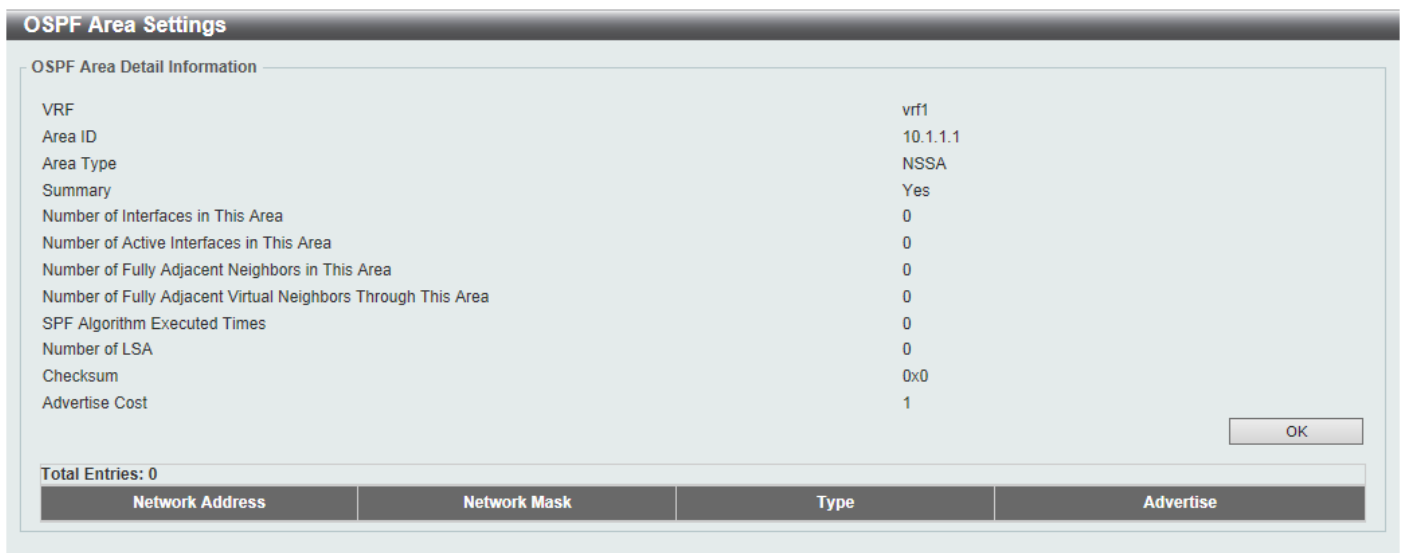 OSPF Area Settings
OSPF Area Detail Information
VRF vrf1
Area ID 10.1.1.1
Area Type NSSA
Summary Yes
Number of Interfaces in This Area 0
Number of Active Interfaces in This Area 0
Number of Fully Adjacent Neighbors in This Area 0
Number of Fully Adjacent Virtual Neighbors Through This Area 0
SPF Algorithm Executed Times 0
Number of LSA 0
Checksum 0x0
Advertise Cost 1
OK
Total Entries: 0
Network Address Network Mask Type Advertise